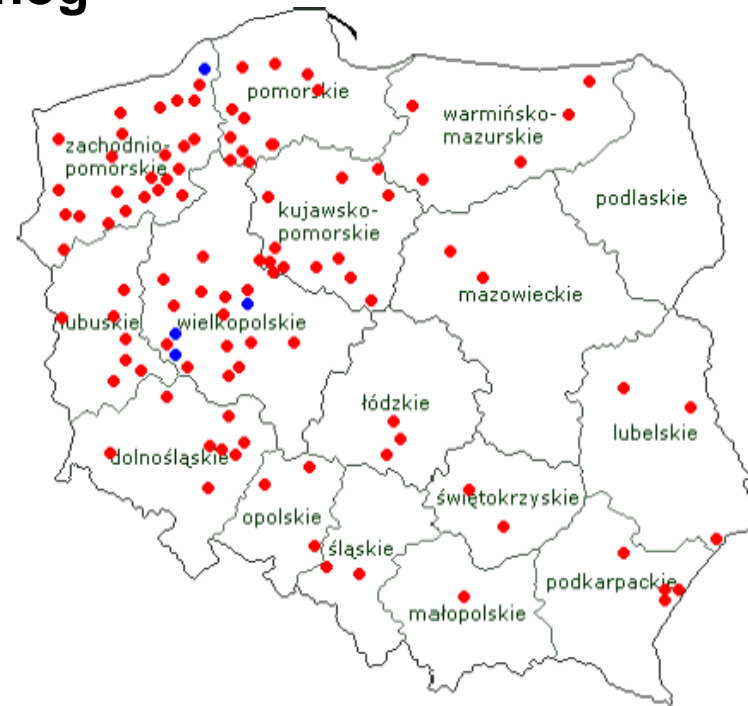 pomorskie
warmińsko-
mazurskie
zachodnio-
pomorskie
podlaskie
kujawsko-
pomorskie
mazowieckie
lubuskie
wielkopolskie
łódzkie
lubelskie
dolnośląskie
świętokrzyskie
opolskie
śląskie
podkarpackie
małopolskie